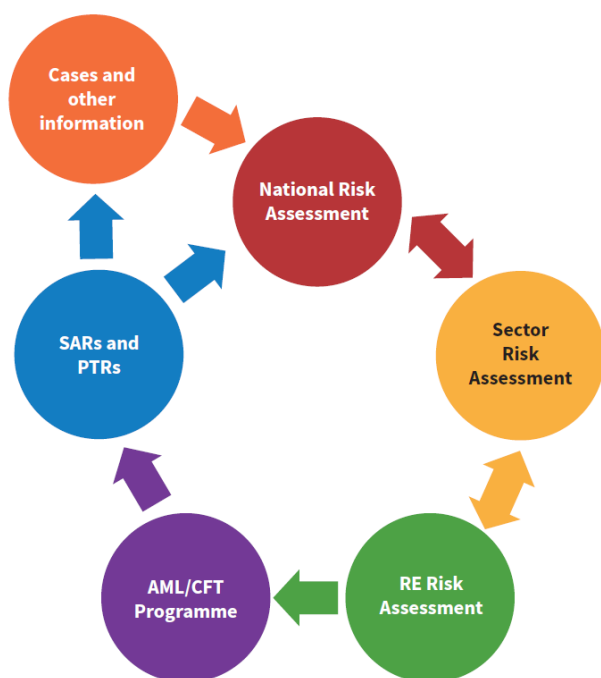 Cases and
other
information
National Risk
Assessment
Sector
Risk
Assessment
RE Risk
Assessment
AML/CFT
Programme
SARs and
PTRs